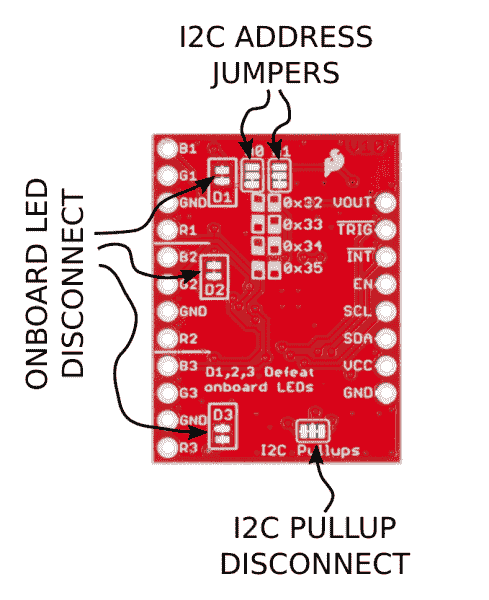 I2C ADDRESS
JUMPERS
ONBOARD LED
DISCONNECT
B1
G1
GND
R1
B2
G2
GND
R2
B3
G3
GND
R3
D1
0x32
0x33
0x34
0x35
D2
D1,2,3 Defeat
onboard LEDs
D3
I2C Pullups
VOUT
TRIG
INT
EN
SCL
SDA
VCC
GND
I2C PULLUP
DISCONNECT